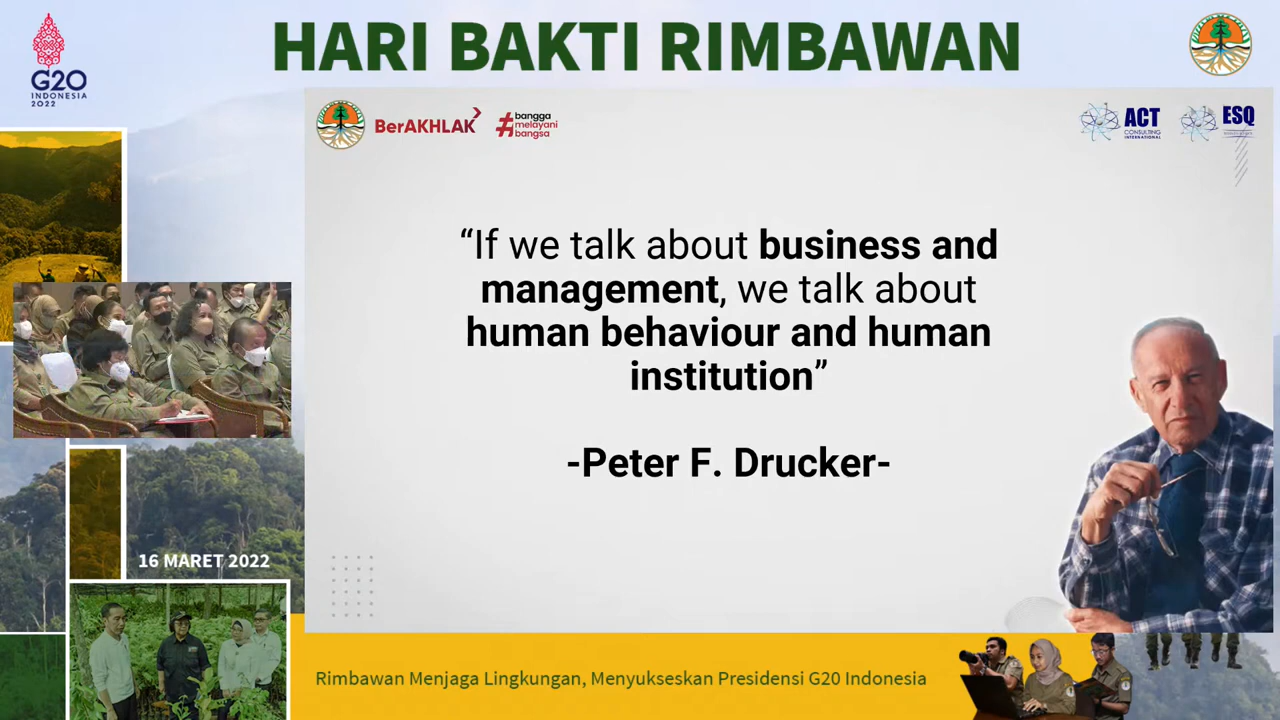 HARI BAKTI RIMBAWAN
G20
INDONESIA
2022
BerAKHLAK
#bangga
melayani
bangsa
ACT
CONSULTING
INTERNATIONAL
ESQ
“If we talk about business and
management, we talk about
human behaviour and human
institution”
-Peter F. Drucker-
16 MARET 2022
Rimbawan Menjaga Lingkungan, Menyukseskan Presidensi G20 Indonesia